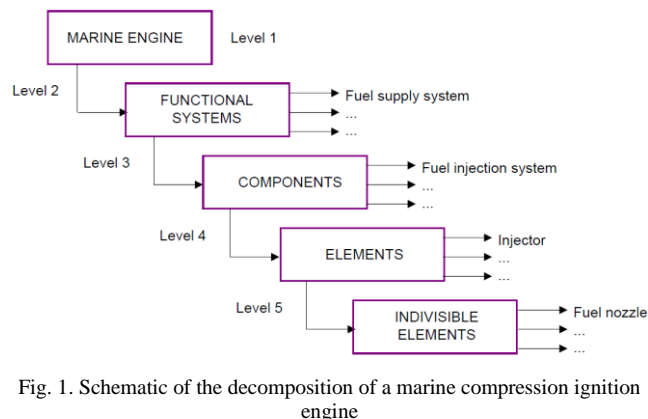 MARINE ENGINE
Level 1
Level 2
FUNCTIONAL
SYSTEMS
Fuel supply system
...
...
Level 3
COMPONENTS
Fuel injection system
...
...
Level 4
ELEMENTS
Injector
...
...
Level 5
INDIVISIBLE
ELEMENTS
Fuel nozzle
...
...
Fig. 1. Schematic of the decomposition of a marine compression ignition
engine